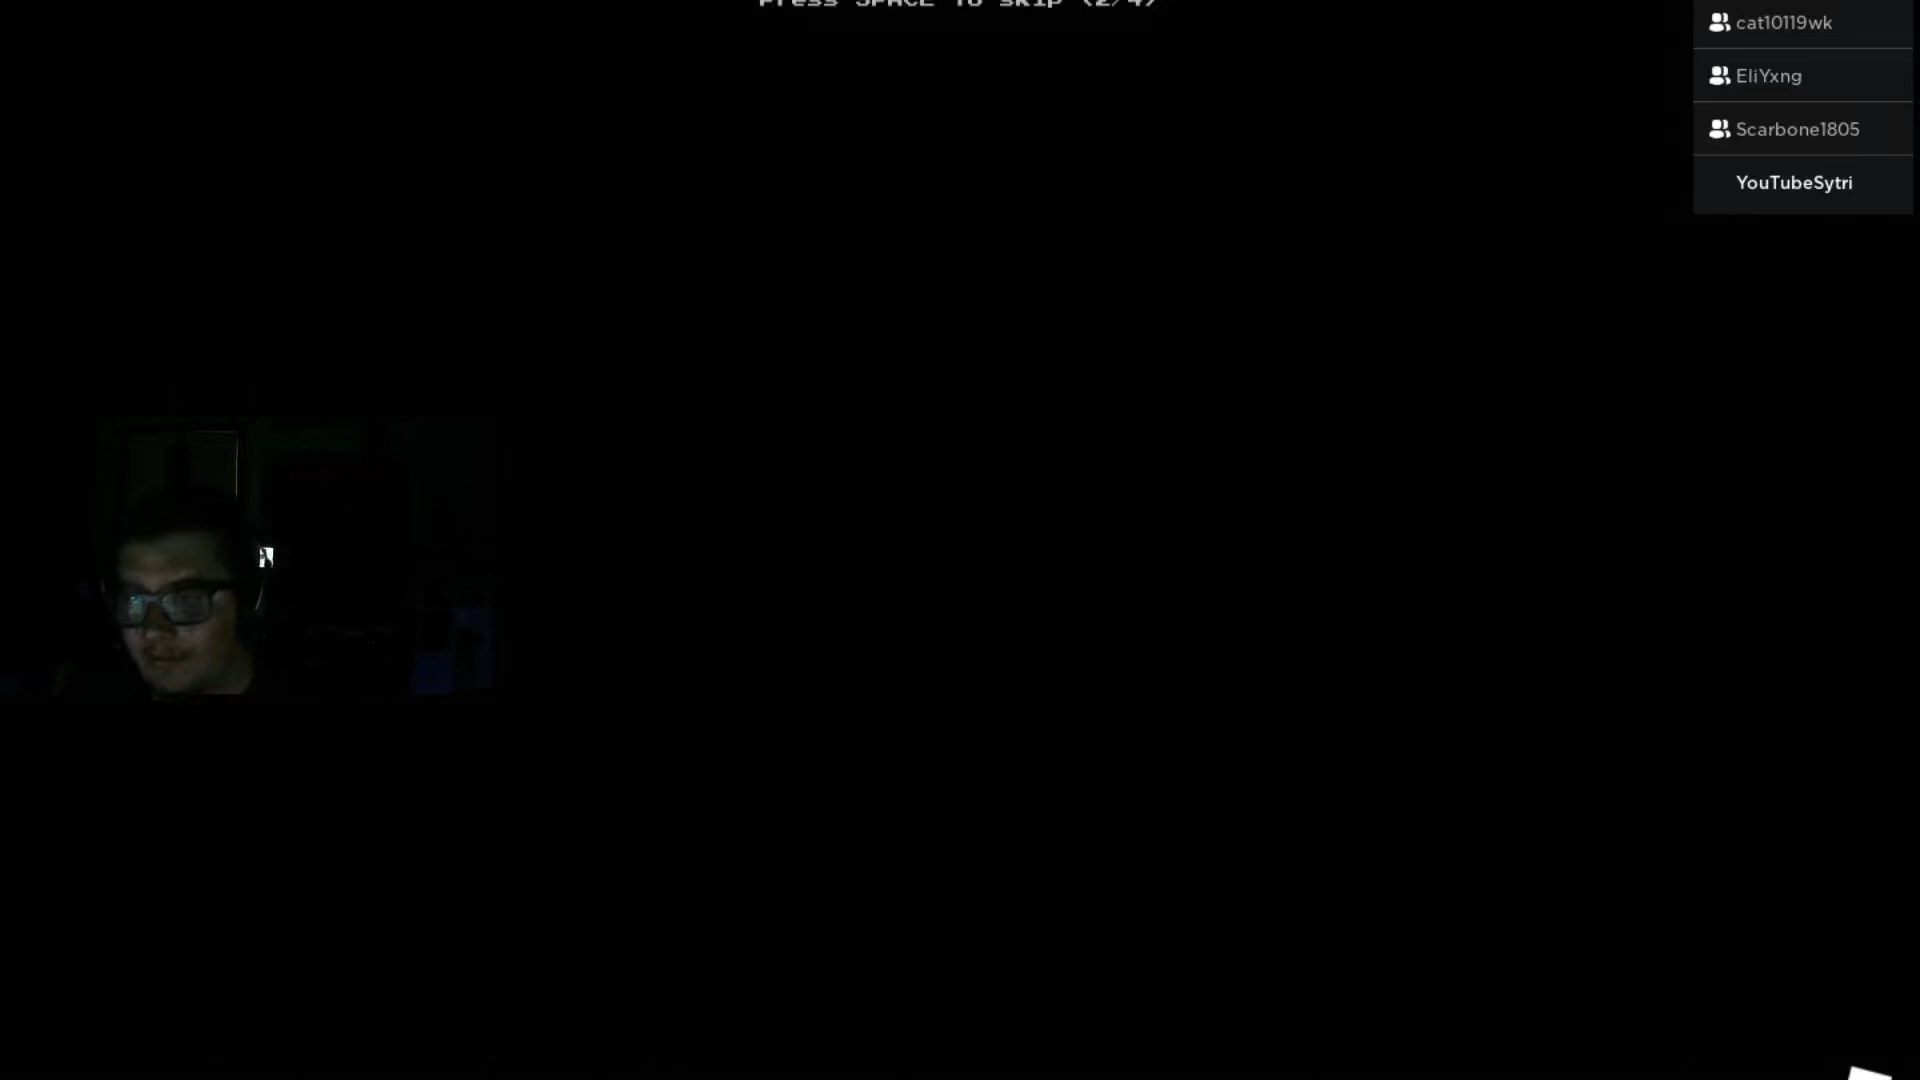 Press SPACE to skip (2/4)
cat10119wk
EliYxng
Scarbone1805
YouTubeSytri